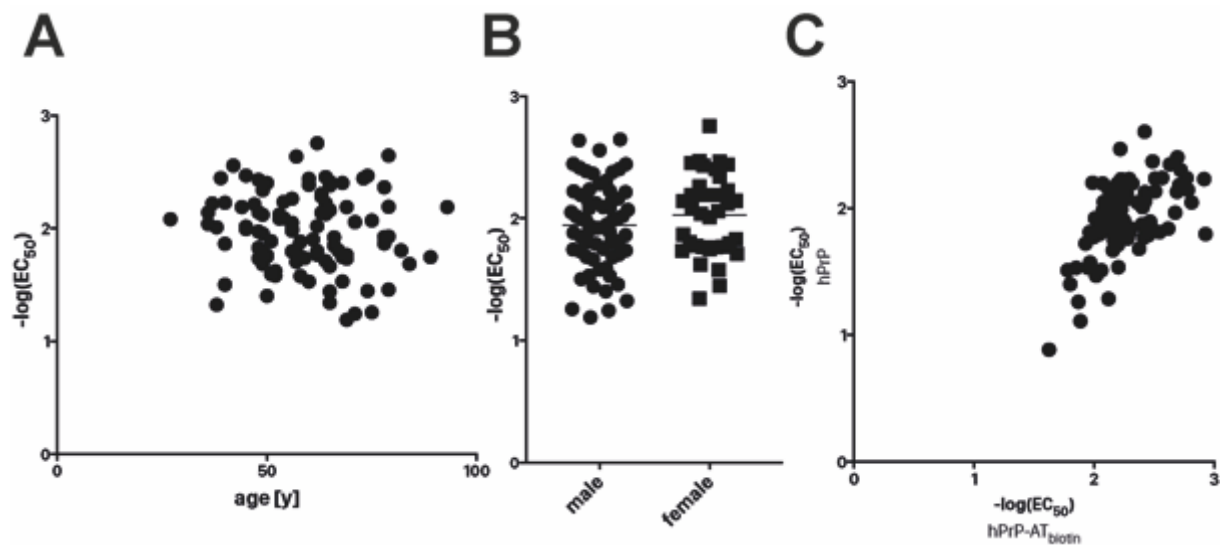 A
B
C
3
2
1
0
-log(EC50)
0
50
100
age [y]
3
2
1
0
-log(EC50)
male
female
3
2
1
0
-log(EC50)
hPrP
0
1
2
3
-log(EC50)
hPrP-ATbiotin